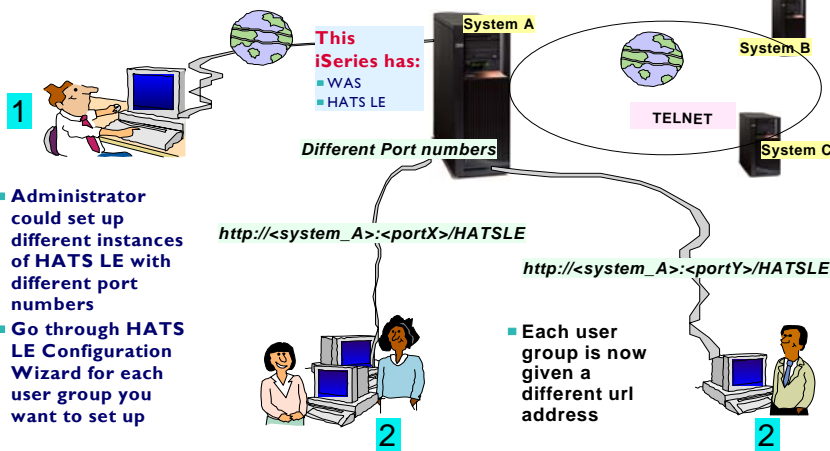 System A
This
iSeries has:
WAS
HATS LE
System B
1
TELNET
Different Port numbers
System C
Administrator
could set up
different instances
of HATS LE with
different port
numbers
Go through HATS
LE Configuration
Wizard for each
user group you
want to set up
http://<system_A>:<portX>/HATSLE
http://<system_A>:<portY>/HATSLE
Each user
group is now
given a
different url
address
2
2